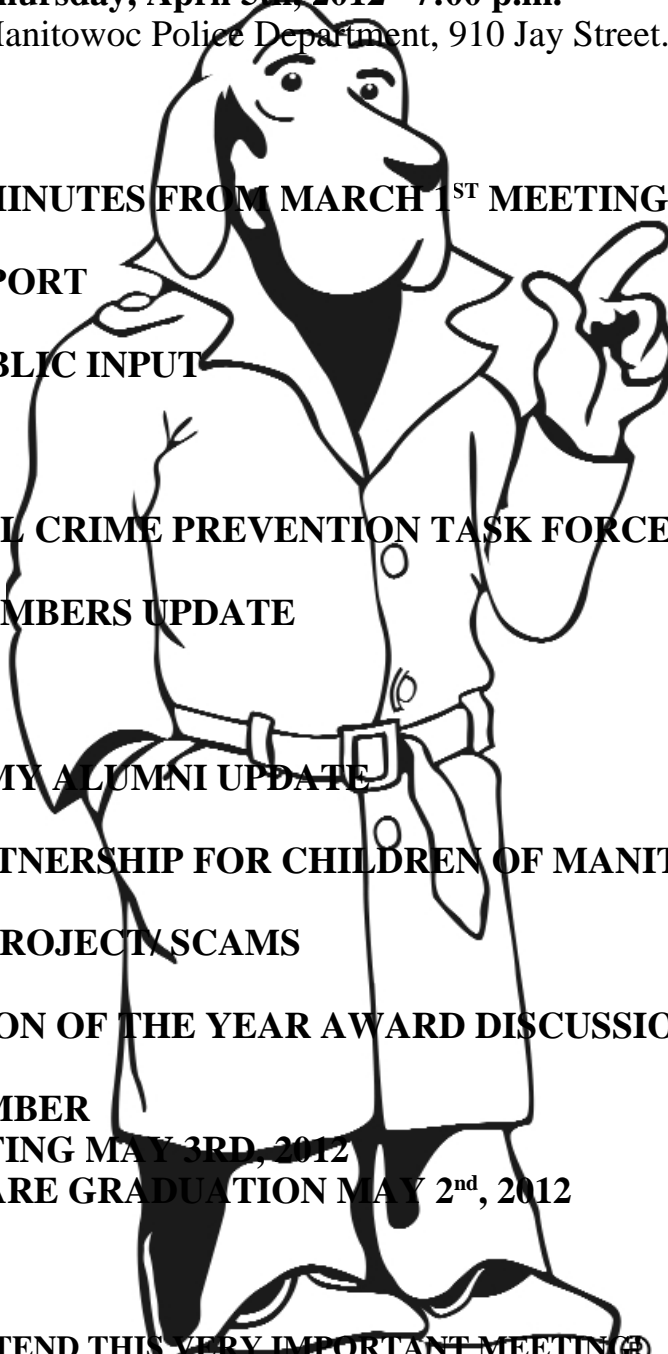 April 5th, 2012 7:00 p.m.
Manitowoc Police Department, 910 Jay Street.
MINUTES FROM MARCH 1ST MEETING
PORT
BLIC INPUT
L CRIME PREVENTION TASK FORCE
MBERS UPDATE
MY ALUMNI UPDATE
TNERSHIP FOR CHILDREN OF MANIT
ROJECT/ SCAMS
ON OF THE YEAR AWARD DISCUSSIO
MBER
TING MAY 3RD, 2012
ARE GRADUATION MAY 2nd, 2012
TEND THIS VERY IMPORTANT MEETING!
®